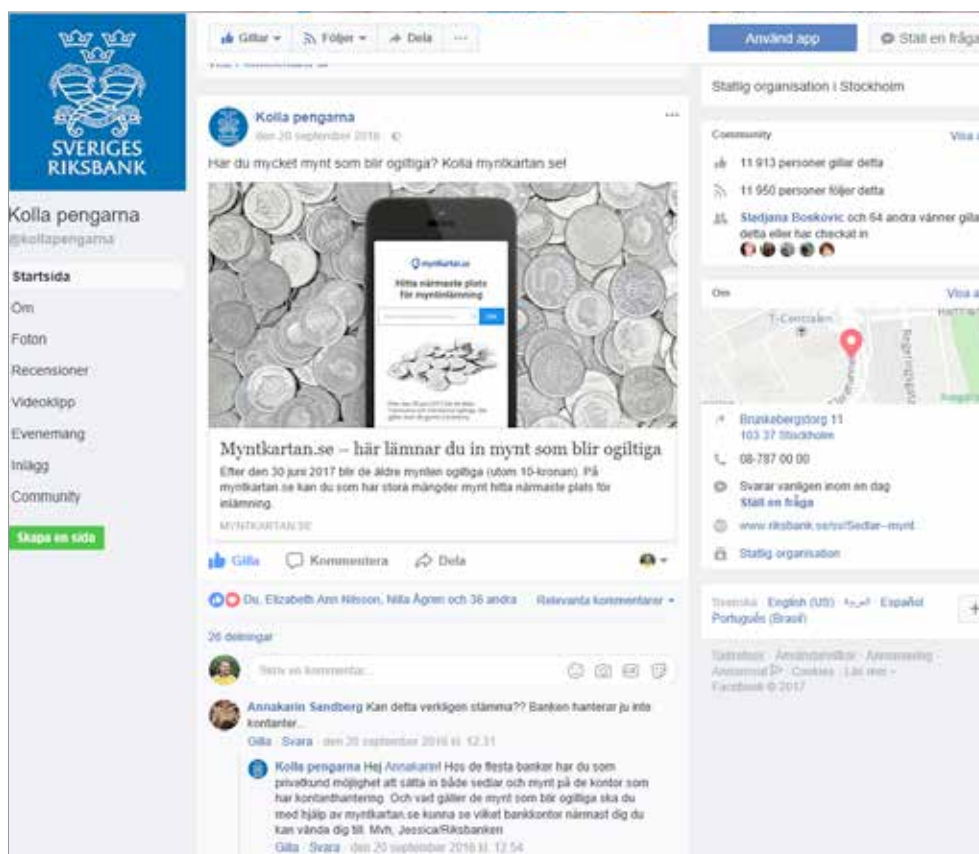 SVERIGES
RIKSBANK
Kolla pengarna
@kollapengarna
Startsida
Om
Foton
Recensioner
Videoklipp
Evenemang
Inlägg
Community
Skapa en sida
Gillar
Följer
Dela
...
Använd app
Ställ en fråga
Kolla pengarna
den 20 september 2016
Har du mycket mynt som blir ogiltiga? Kolla myntkartan.se!
myntkartan.se
Hitta närmaste plats
för myntinlämning
Myntkartan.se – här lämnar du in mynt som blir ogiltiga
Efter den 30 juni 2017 blir de äldre mynten ogiltiga (utom 10-kronan). På
myntkartan.se kan du som har stora mängder mynt hitta närmaste plats för
inlämning.
MYNTKARTAN.SE
Gilla Kommentera Dela
Du, Elizabeth Ann Nilsson, Nilla Ågren och 36 andra Relevanta kommentarer
26 delningar
Skriv en kommentar...
Annakarin Sandberg Kan detta verkligen stämma?? Banken hanterar ju inte
kontanter...
Gilla · Svara · den 20 september 2016 kl. 12:31
Kolla pengarna Hej Annakarin! Hos de flesta banker har du som
privatkund möjlighet att sätta in både sedlar och mynt på de kontor som
har kontanthantering. Och vad gäller de mynt som blir ogiltiga ska du
med hjälp av myntkartan.se kunna se vilket bankkontor närmast dig du
kan vända dig till. Mvh, Jessica/Riksbanken
Gilla · Svara · den 20 september 2016 kl. 12:54
Statlig organisation i Stockholm
Community Visa a
11 913 personer gillar detta
11 950 personer följer detta
Sladjana Boskovic och 64 andra vänner gilla
detta eller har checkat in
Om Visa a
T-Centralen
Brunkebergstorg 11
103 37 Stockholm
08-787 00 00
Svarar vanligen inom en dag
Ställ en fråga
www.riksbank.se/sv/Sedlar--mynt
Statlig organisation
Svenska · English (US) · العربية · Español ·
Português (Brasil)
Sekretess · Användarvillkor · Annonsering ·
Annonsval · Cookies · Läs mer
Facebook © 2017